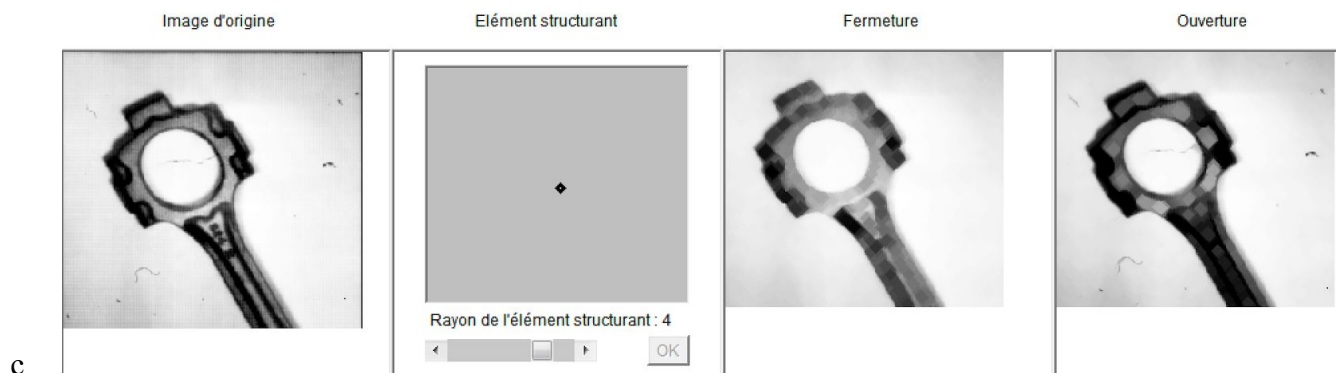 Image d'origine Elément structurant Fermeture Ouverture
Rayon de l'élément structurant : 4
OK
c